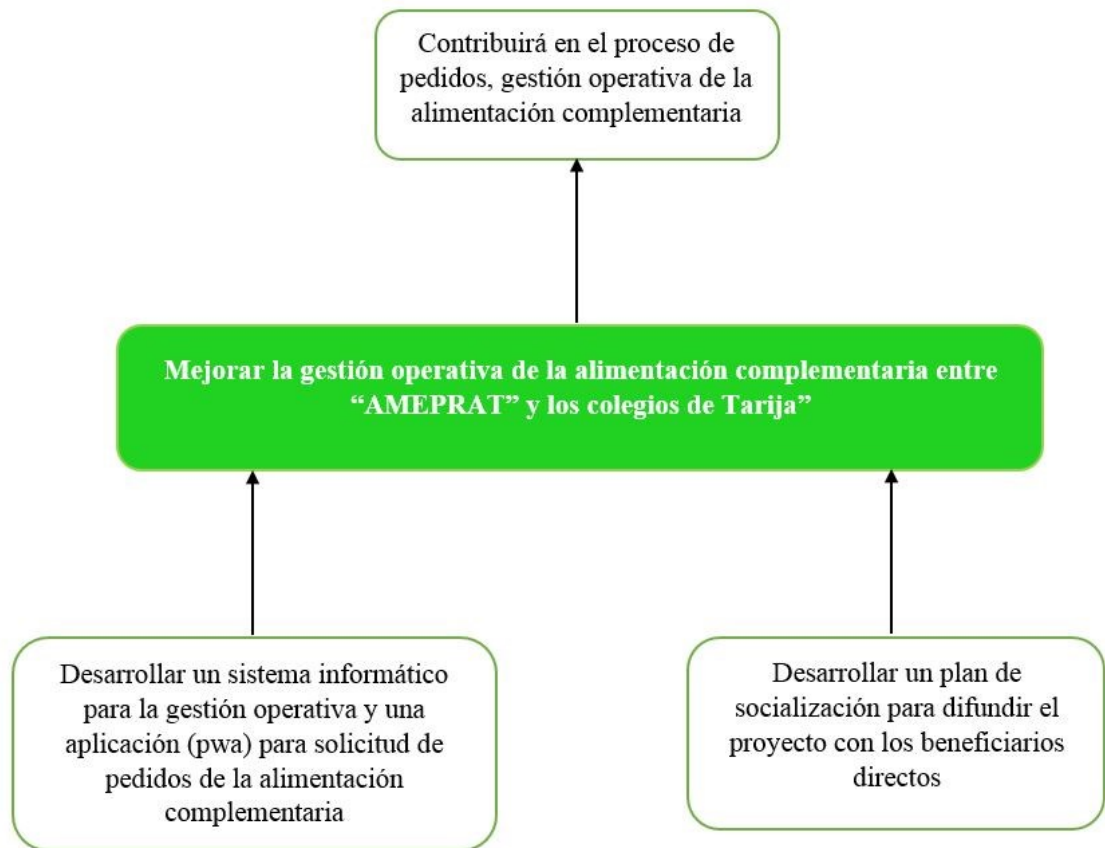 Contribuirá en el proceso de
pedidos, gestión operativa de la
alimentación complementaria
Mejorar la gestión operativa de la alimentación complementaria entre
“AMEPRAT” y los colegios de Tarija”
Desarrollar un sistema informático
para la gestión operativa y una
aplicación (pwa) para solicitud de
pedidos de la alimentación
complementaria
Desarrollar un plan de
socialización para difundir el
proyecto con los beneficiarios
directos